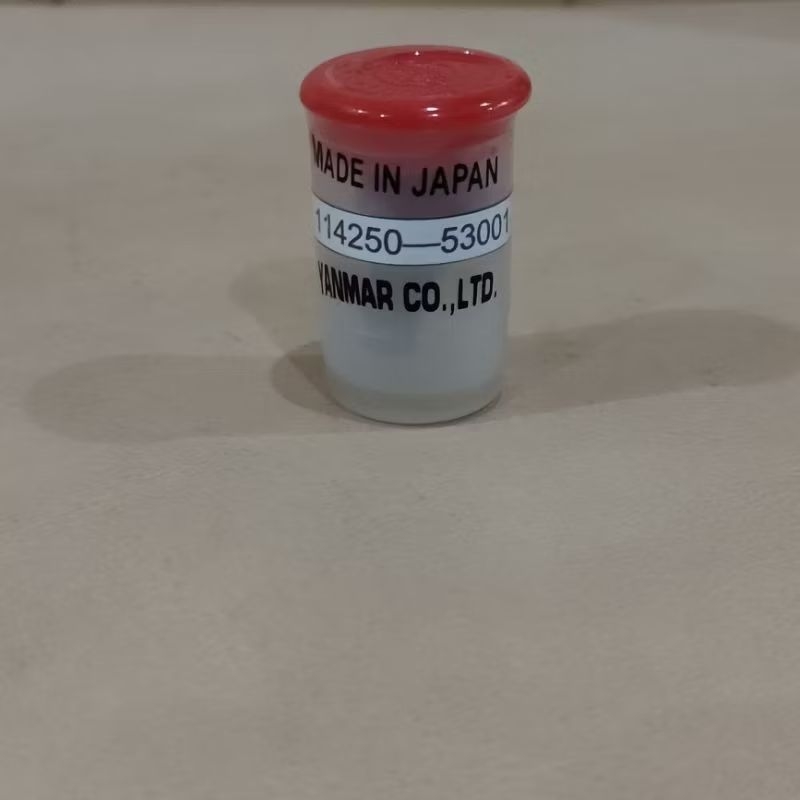 MADE IN JAPAN
114250—53001
YANMAR CO.,LTD.